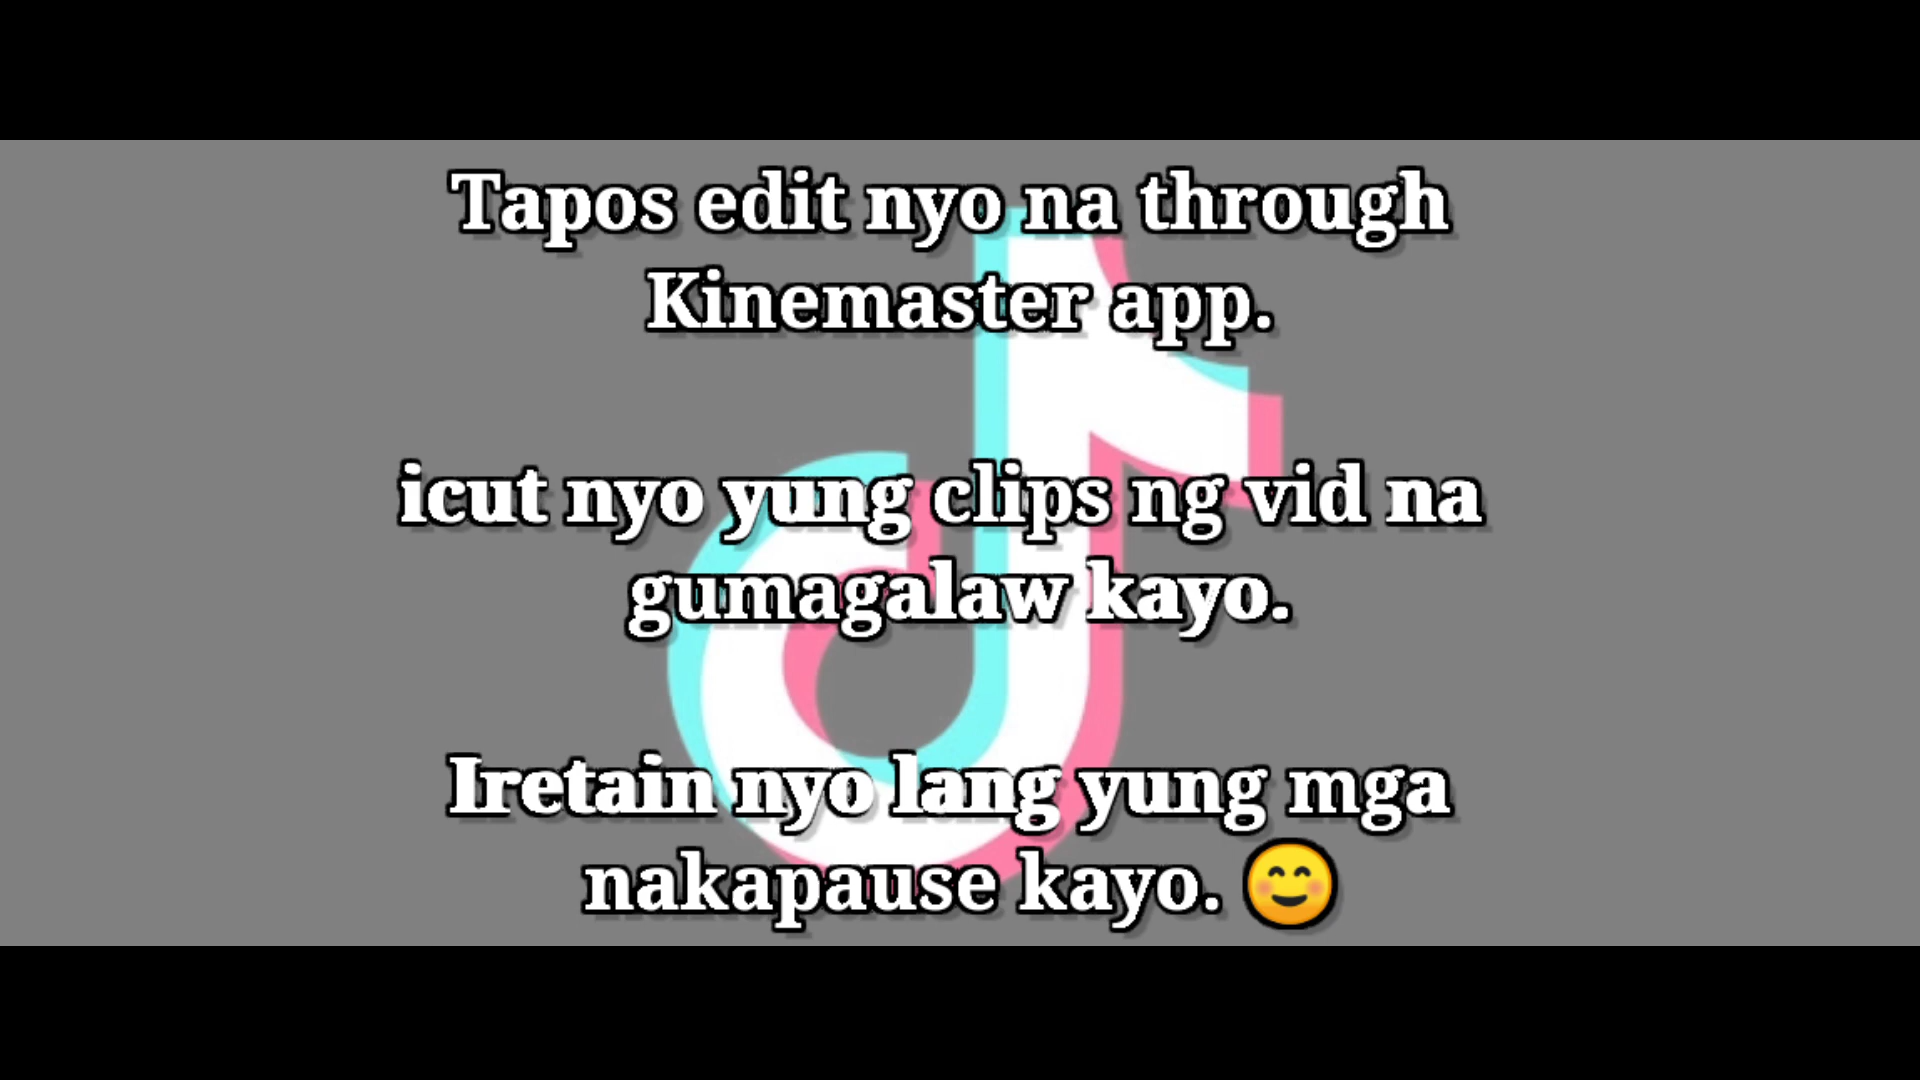 Tapos edit nyo na through
Kinemaster app.
icut nyo yung clips ng vid na
gumagalaw kayo.
Iretain nyo lang yung mga
nakapause kayo. 😊